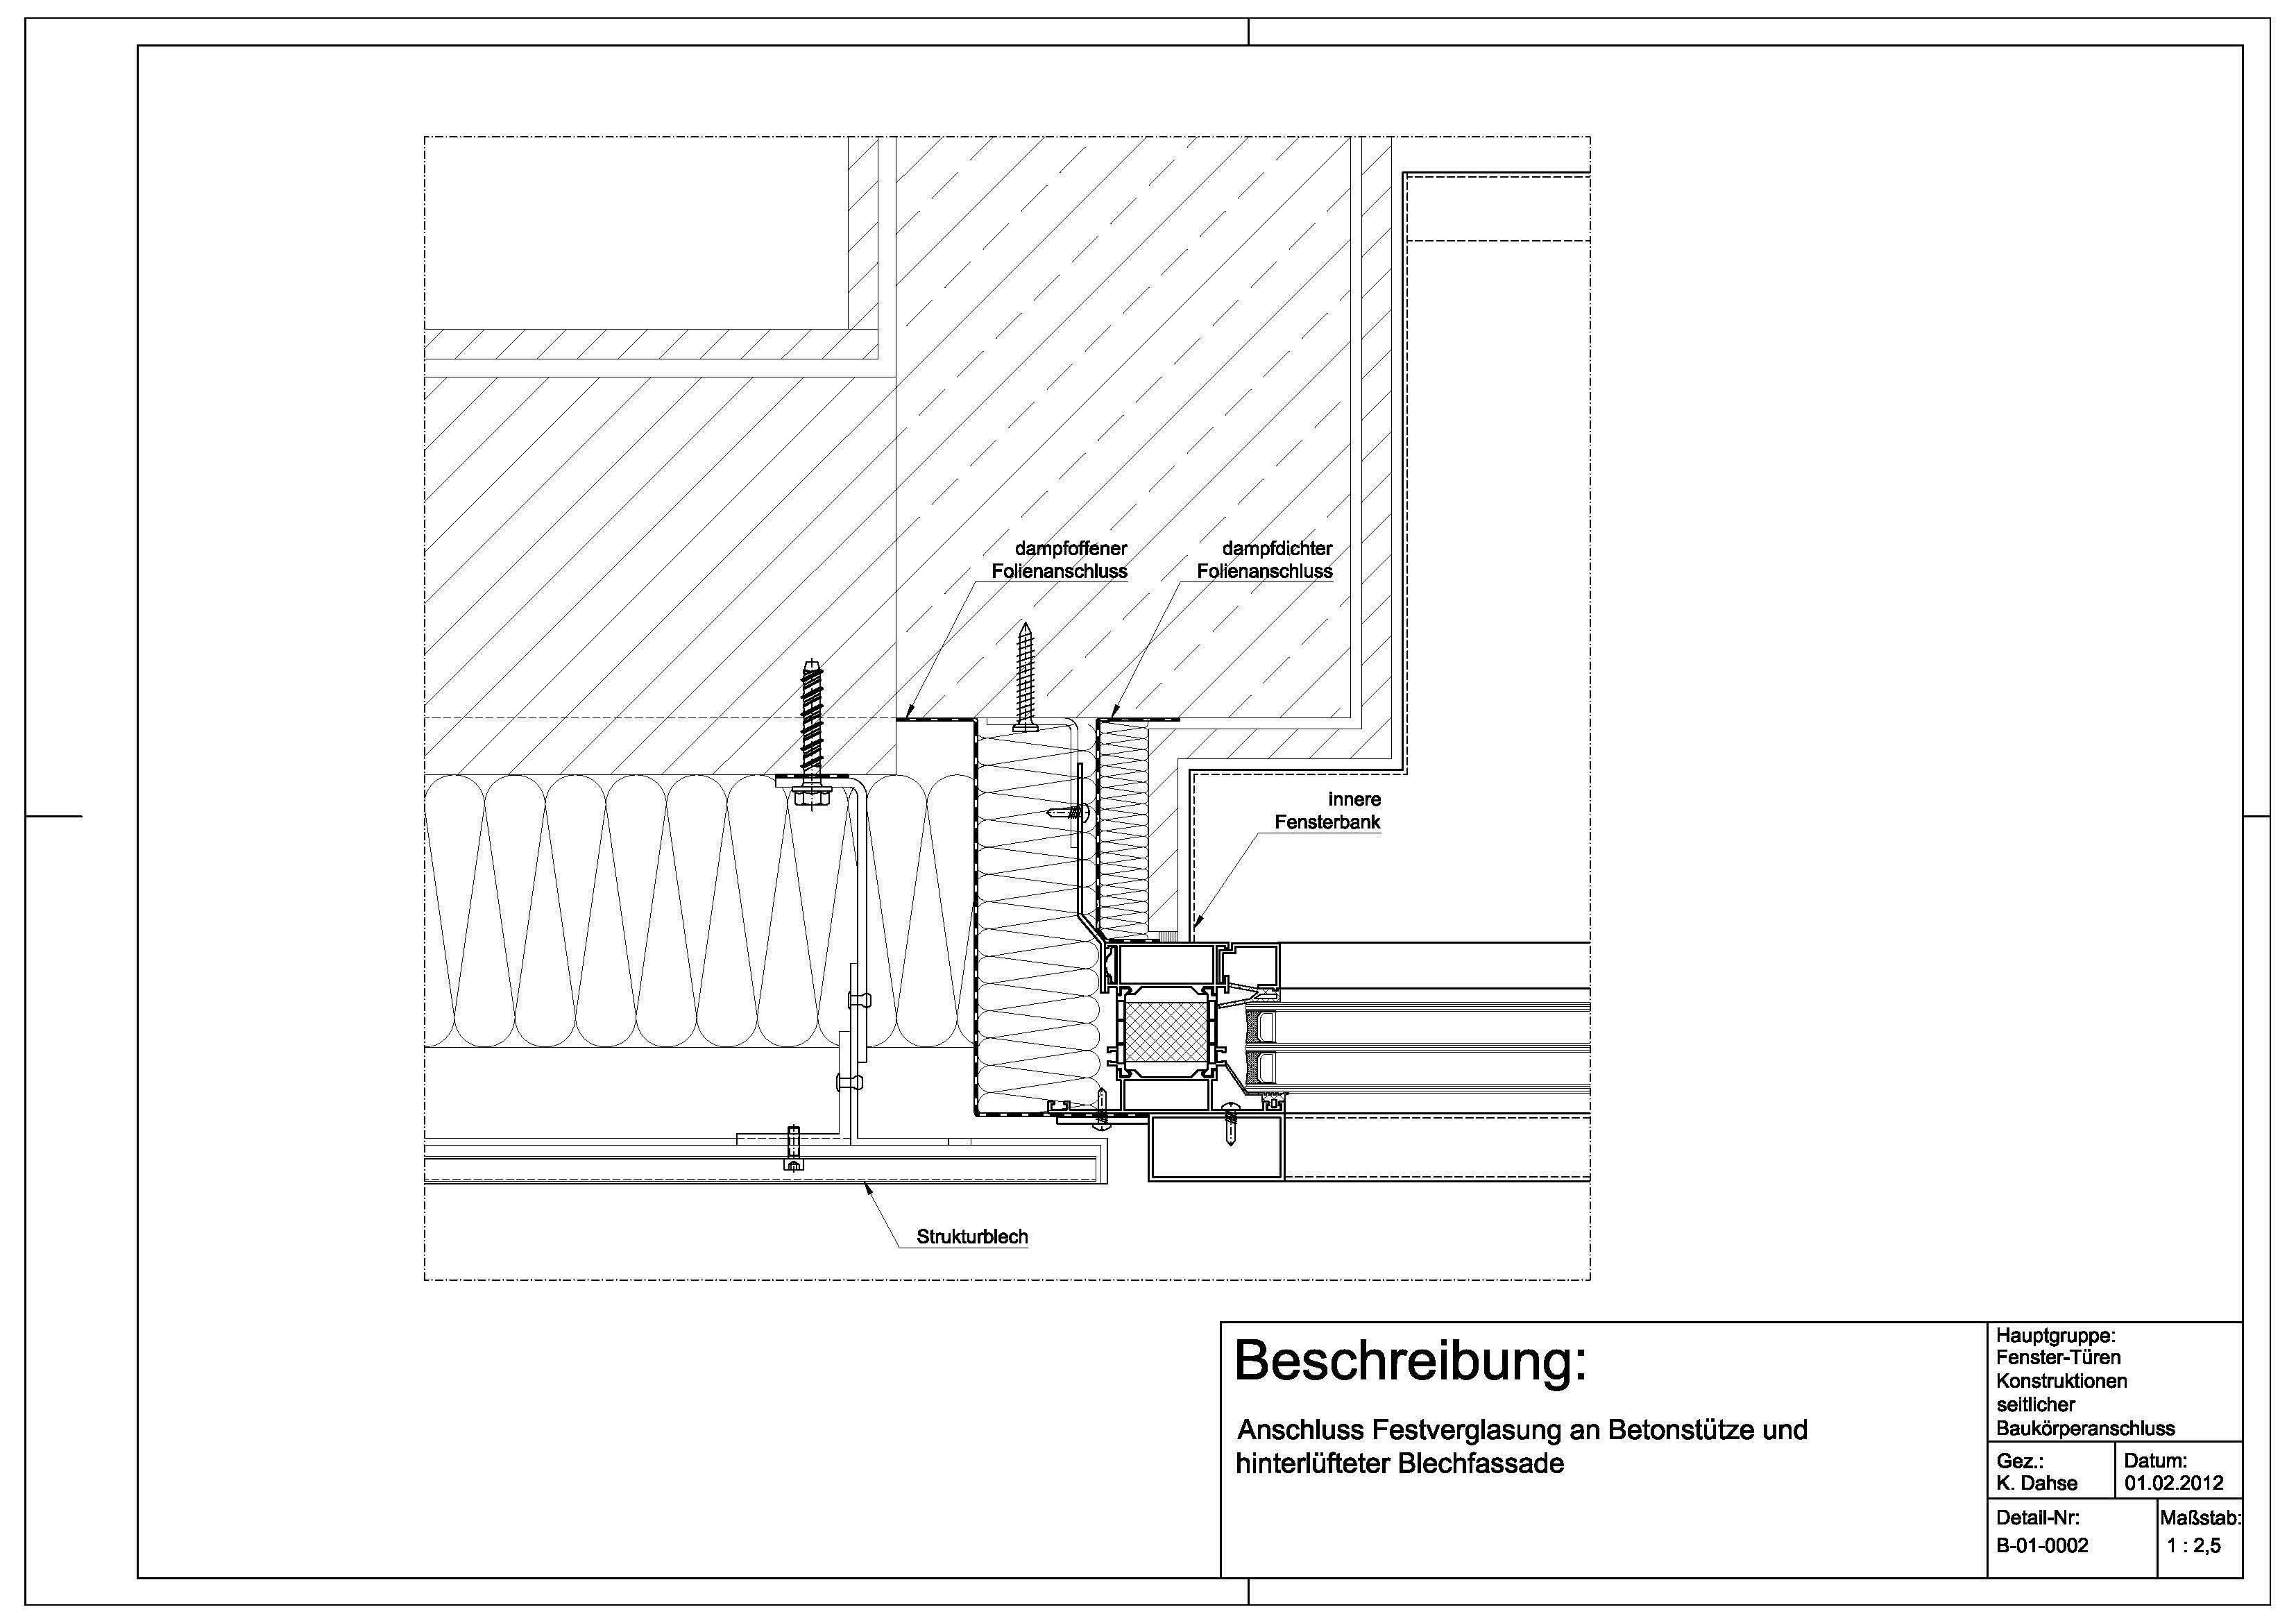 dampfoffener
Folienanschluss
dampfdichter
Folienanschluss
innere
Fensterbank
Strukturblech
Beschreibung:
Anschluss Festverglasung an Betonstütze und
hinterlüfteter Blechfassade
Hauptgruppe:
Fenster-Türen
Konstruktionen
seitlicher
Baukörperanschluss
Gez.:
K. Dahse
Datum:
01.02.2012
Detail-Nr:
B-01-0002
Maßstab:
1 : 2,5